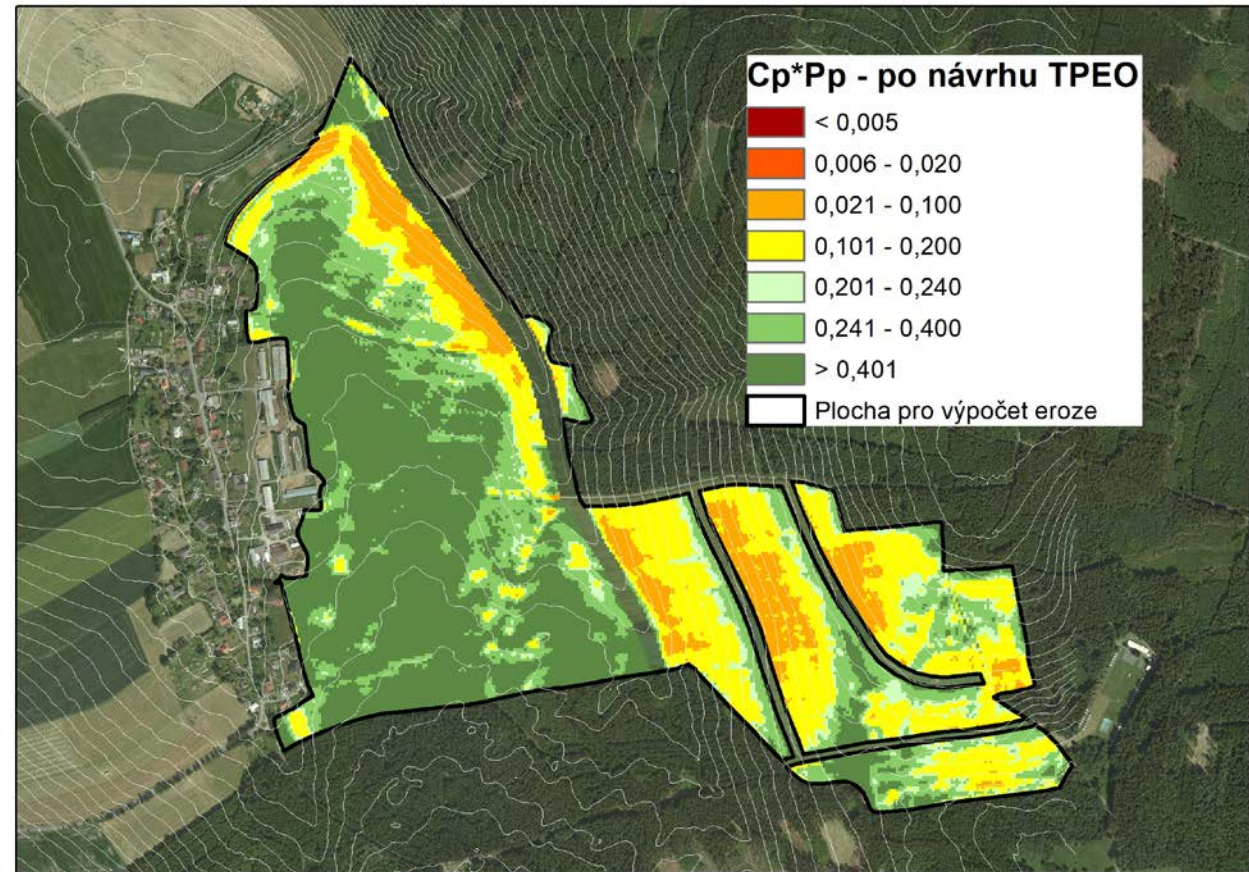 Cp*Pp - po návrhu TPEO
< 0,005
0,006 - 0,020
0,021 - 0,100
0,101 - 0,200
0,201 - 0,240
0,241 - 0,400
> 0,401
Plocha pro výpočet eroze